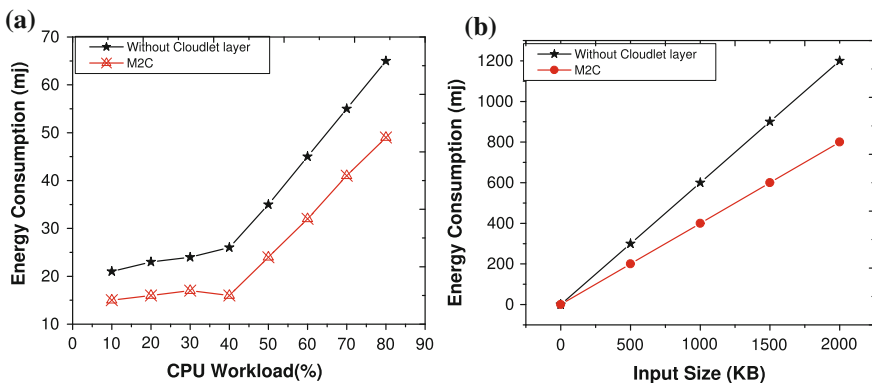 (a)
Without Cloudlet layer
M2C
Energy Consumption (mj)
70
60
50
40
30
20
10
0 10 20 30 40 50 60 70 80 90
CPU Workload(%)
(b)
Without Cloudlet layer
M2C
Energy Consumption (mj)
1200
1000
800
600
400
200
0
0 500 1000 1500 2000
Input Size (KB)